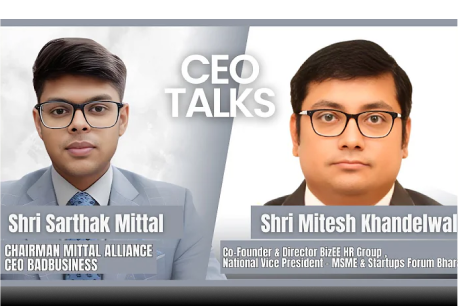 CEO
TALKS
Shri Sarthak Mittal
Shri Mitesh Khandelwal
CHAIRMAN MITTAL ALLIANCE
CEO BADBUSINESS
Co-Founder & Director BizEE HR Group ,
National Vice President - MSME & Startups Forum Bhara